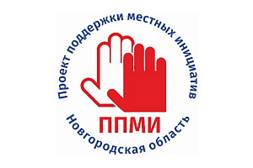 Проект поддержки местных инициатив
ППМИ
Новгородская область